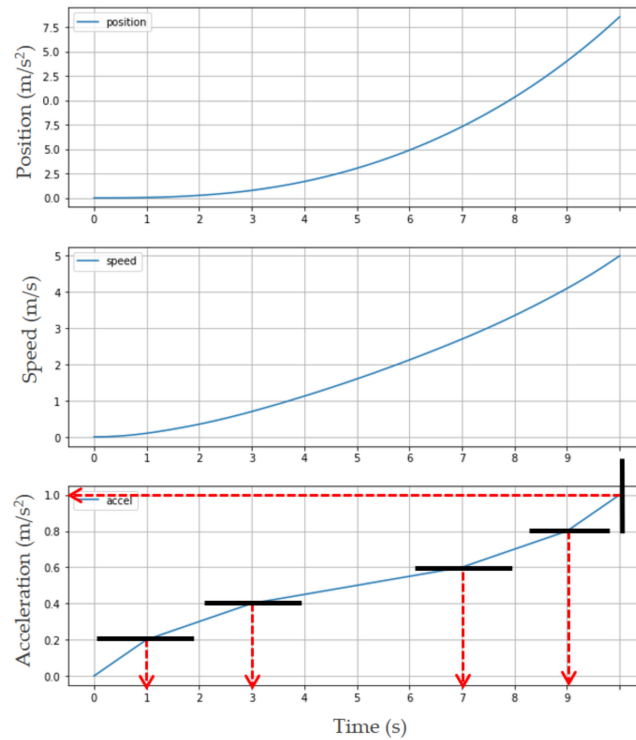 position
Position (m/s²)
7.5
5.0
2.5
0.0
7.5
5.0
2.5
0.0
0 1 2 3 4 5 6 7 8 9
speed
Speed (m/s)
5
4
3
2
1
0
0 1 2 3 4 5 6 7 8 9
accel
Acceleration (m/s²)
1.0
0.8
0.6
0.4
0.2
0.0
0 1 2 3 4 5 6 7 8 9
Time (s)